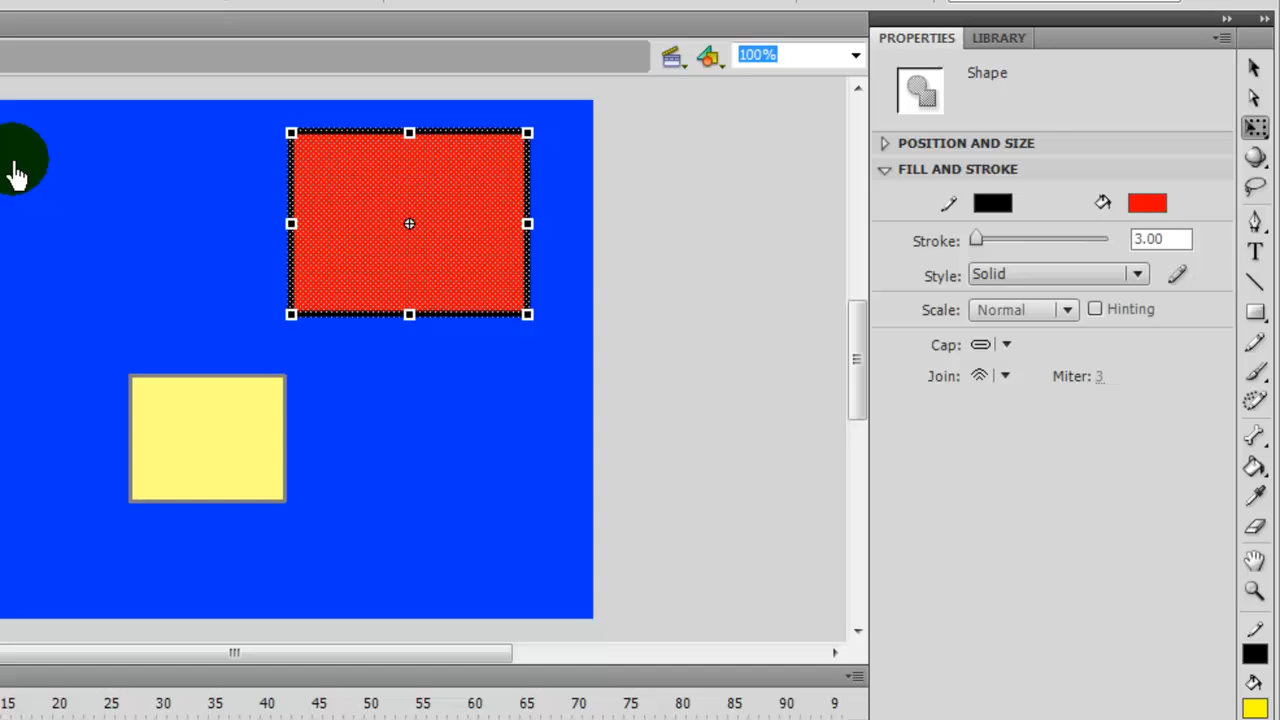 100%
PROPERTIES LIBRARY
Shape
POSITION AND SIZE
FILL AND STROKE
Stroke: 3.00
Style: Solid
Scale: Normal Hinting
Cap:
Join: Miter: 3
T
15 20 25 30 35 40 45 50 55 60 65 70 75 80 85 90 9